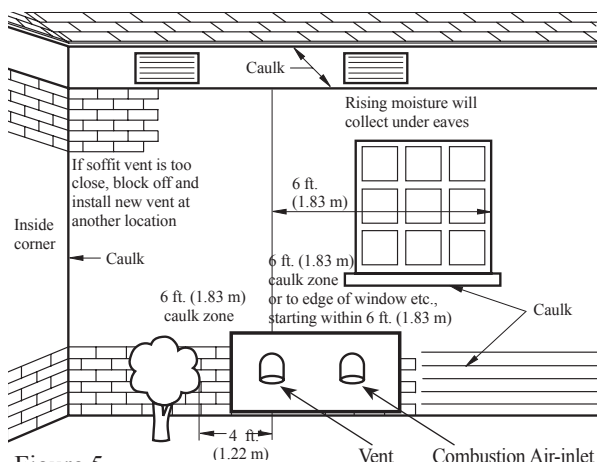 Caulk
Rising moisture will
collect under eaves
If soffit vent is too
close, block off and
install new vent at
another location
6 ft.
(1.83 m)
Inside
corner
Caulk
6 ft. (1.83 m)
caulk zone
6 ft. (1.83 m)
caulk zone
or to edge of window etc.,
starting within 6 ft. (1.83 m)
Caulk
4 ft.
(1.22 m)
Vent
Combustion Air-inlet
Figure 5